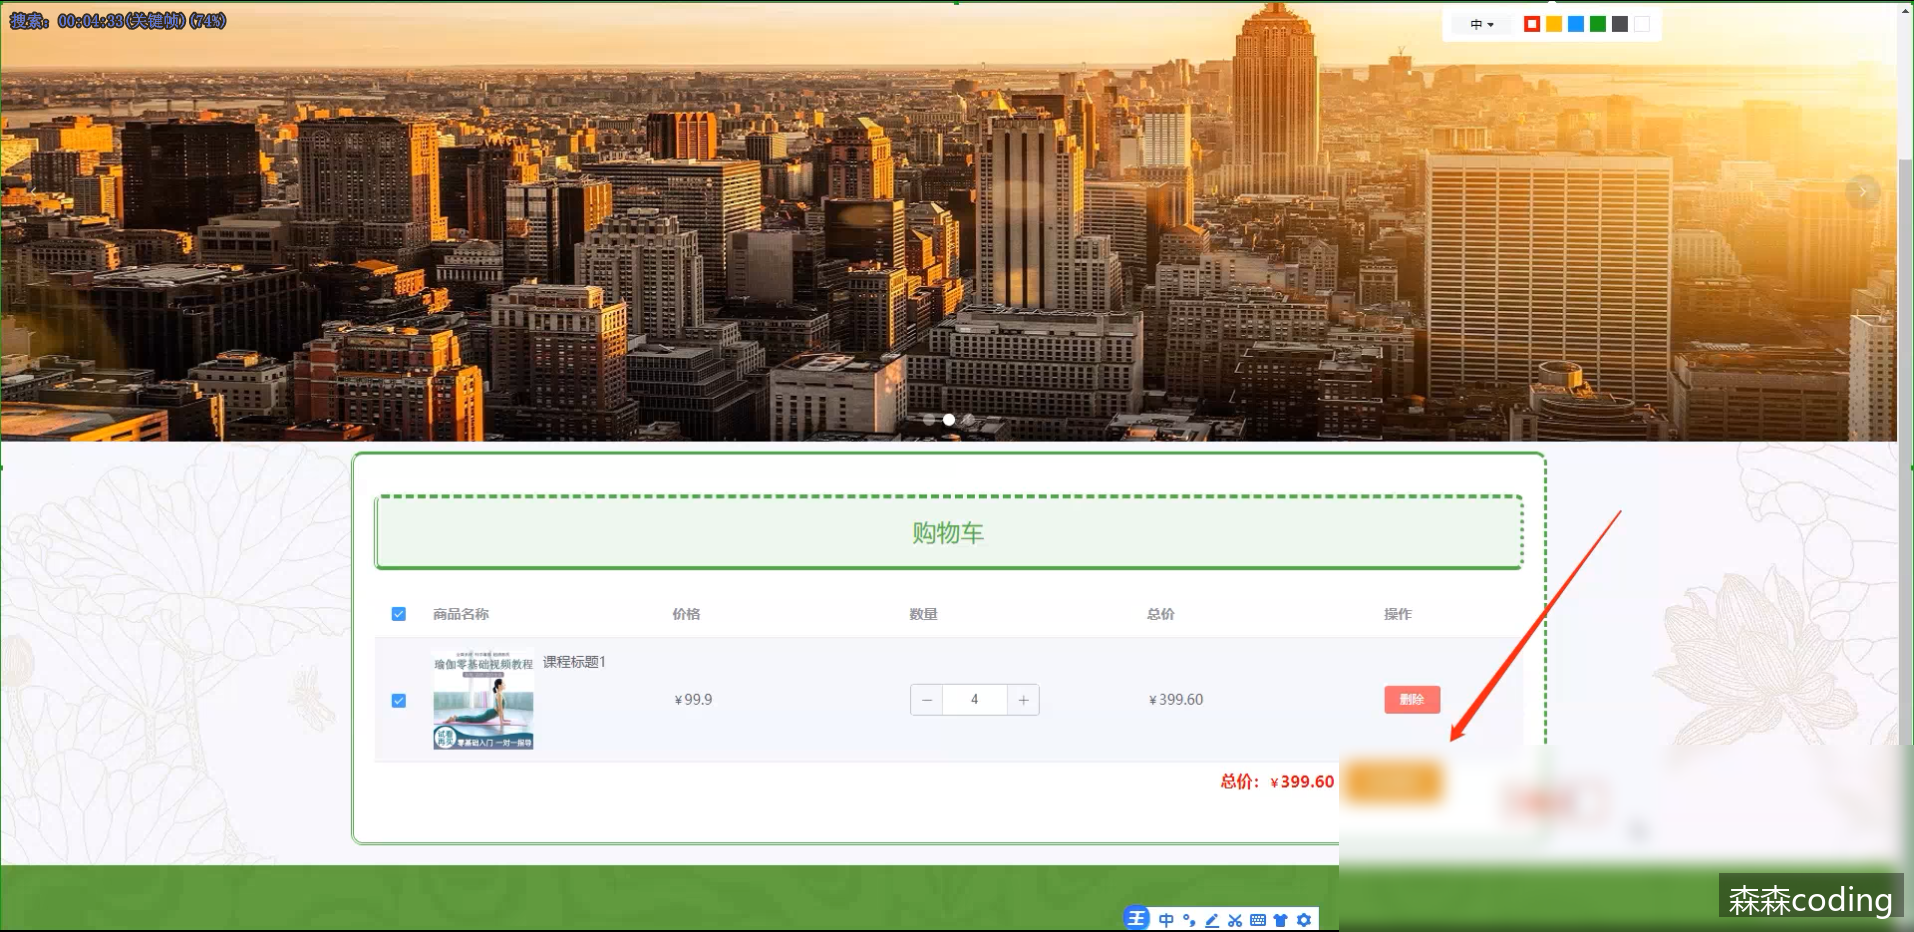 搜索: 00:04:33(关键帧)(74%)
中
购物车
商品名称 价格 数量 总价 操作
瑜伽零基础视频教程
课程标题1
¥99.9 4 ¥399.60 删除
试看
零基础入门 一对一指导
总价: ¥399.60
森森coding
王 中